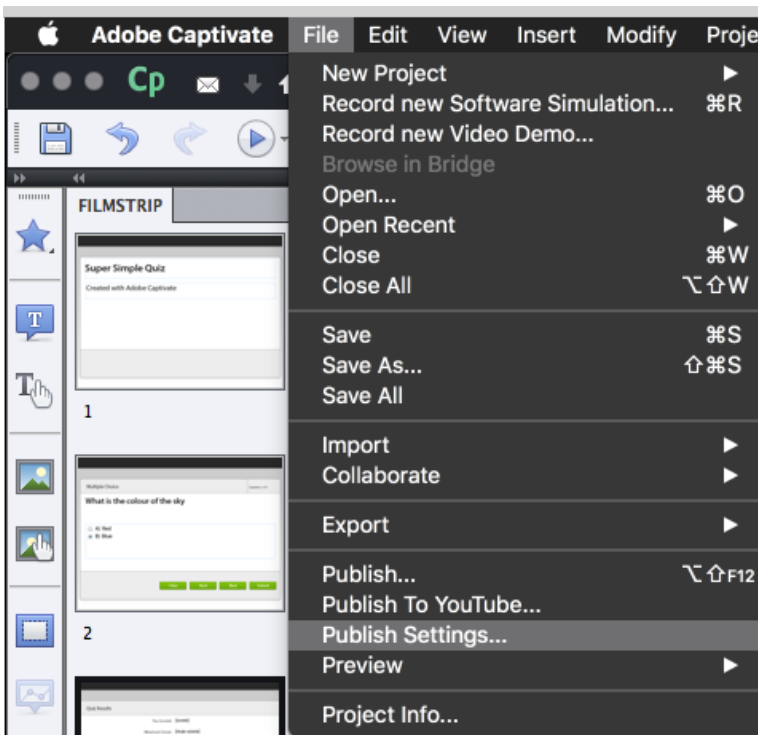 Adobe Captivate File Edit View Insert Modify Proje
Cp
New Project
Record new Software Simulation... ⌘R
Record new Video Demo...
Browse in Bridge
Open... ⌘O
Open Recent
Close ⌘W
Close All ⌥⇧W
Save ⌘S
Save As... ⇧⌘S
Save All
Import
Collaborate
Export
Publish... ⌥⇧F12
Publish To YouTube...
Publish Settings...
Preview
Project Info...
FILMSTRIP
Super Simple Quiz
Created with Adobe Captivate
T
T
1
Multiple Choice
What is the colour of the sky
A) Red
B) Blue
2
Quiz Results